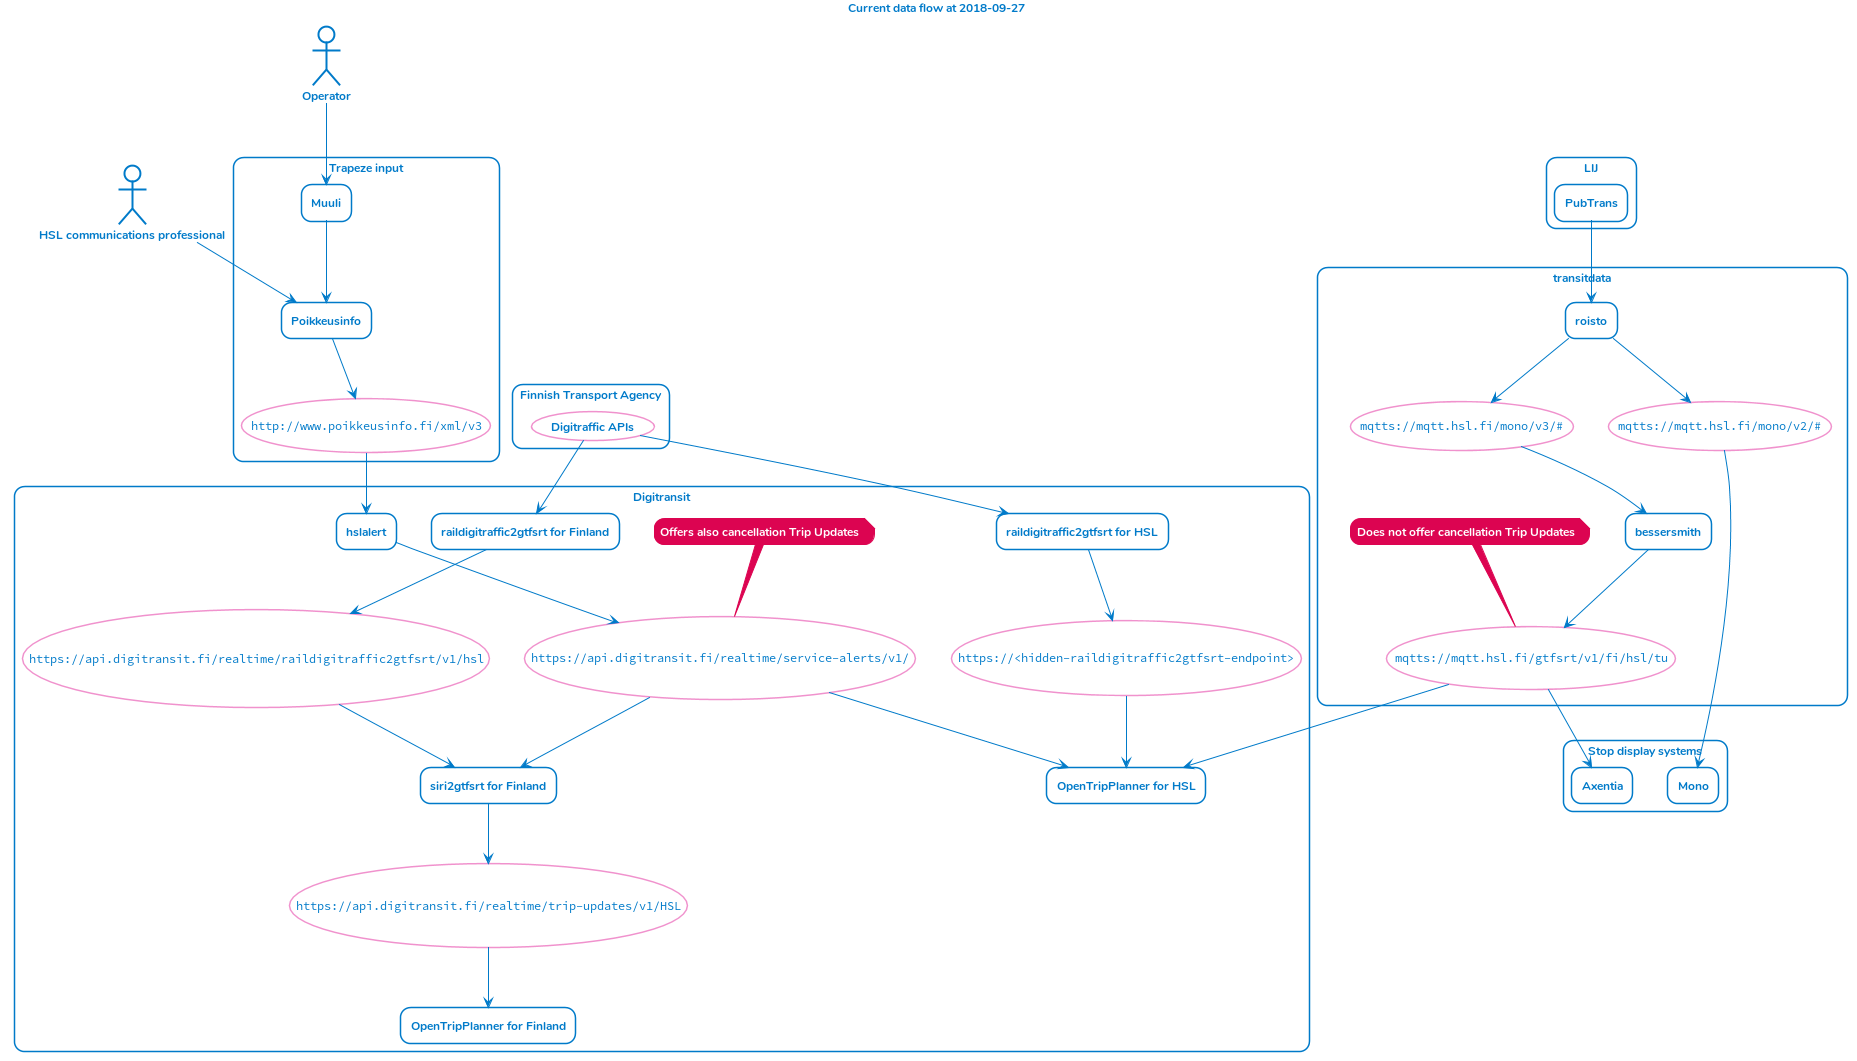 Current data flow at 2018-09-27
Operator
Trapeze input
LIJ
Muuli
PubTrans
HSL communications professional
transitdata
Poikkeusinfo
roisto
Finnish Transport Agency
http://www.poikkeusinfo.fi/xml/v3
Digitraffic APIs
mqtts://mqtt.hsl.fi/mono/v3/#
mqtts://mqtt.hsl.fi/mono/v2/#
Digitransit
hslalert
raildigitraffic2gtfsrt for Finland
Offers also cancellation Trip Updates
raildigitraffic2gtfsrt for HSL
Does not offer cancellation Trip Updates
bessersmith
https://api.digitransit.fi/realtime/raildigitraffic2gtfsrt/v1/hsl
https://api.digitransit.fi/realtime/service-alerts/v1/
https://<hidden-raildigitraffic2gtfsrt-endpoint>
mqtts://mqtt.hsl.fi/gtfsrt/v1/fi/hsl/tu
Stop display systems
siri2gtfsrt for Finland
OpenTripPlanner for HSL
Axentia
Mono
https://api.digitransit.fi/realtime/trip-updates/v1/HSL
OpenTripPlanner for Finland